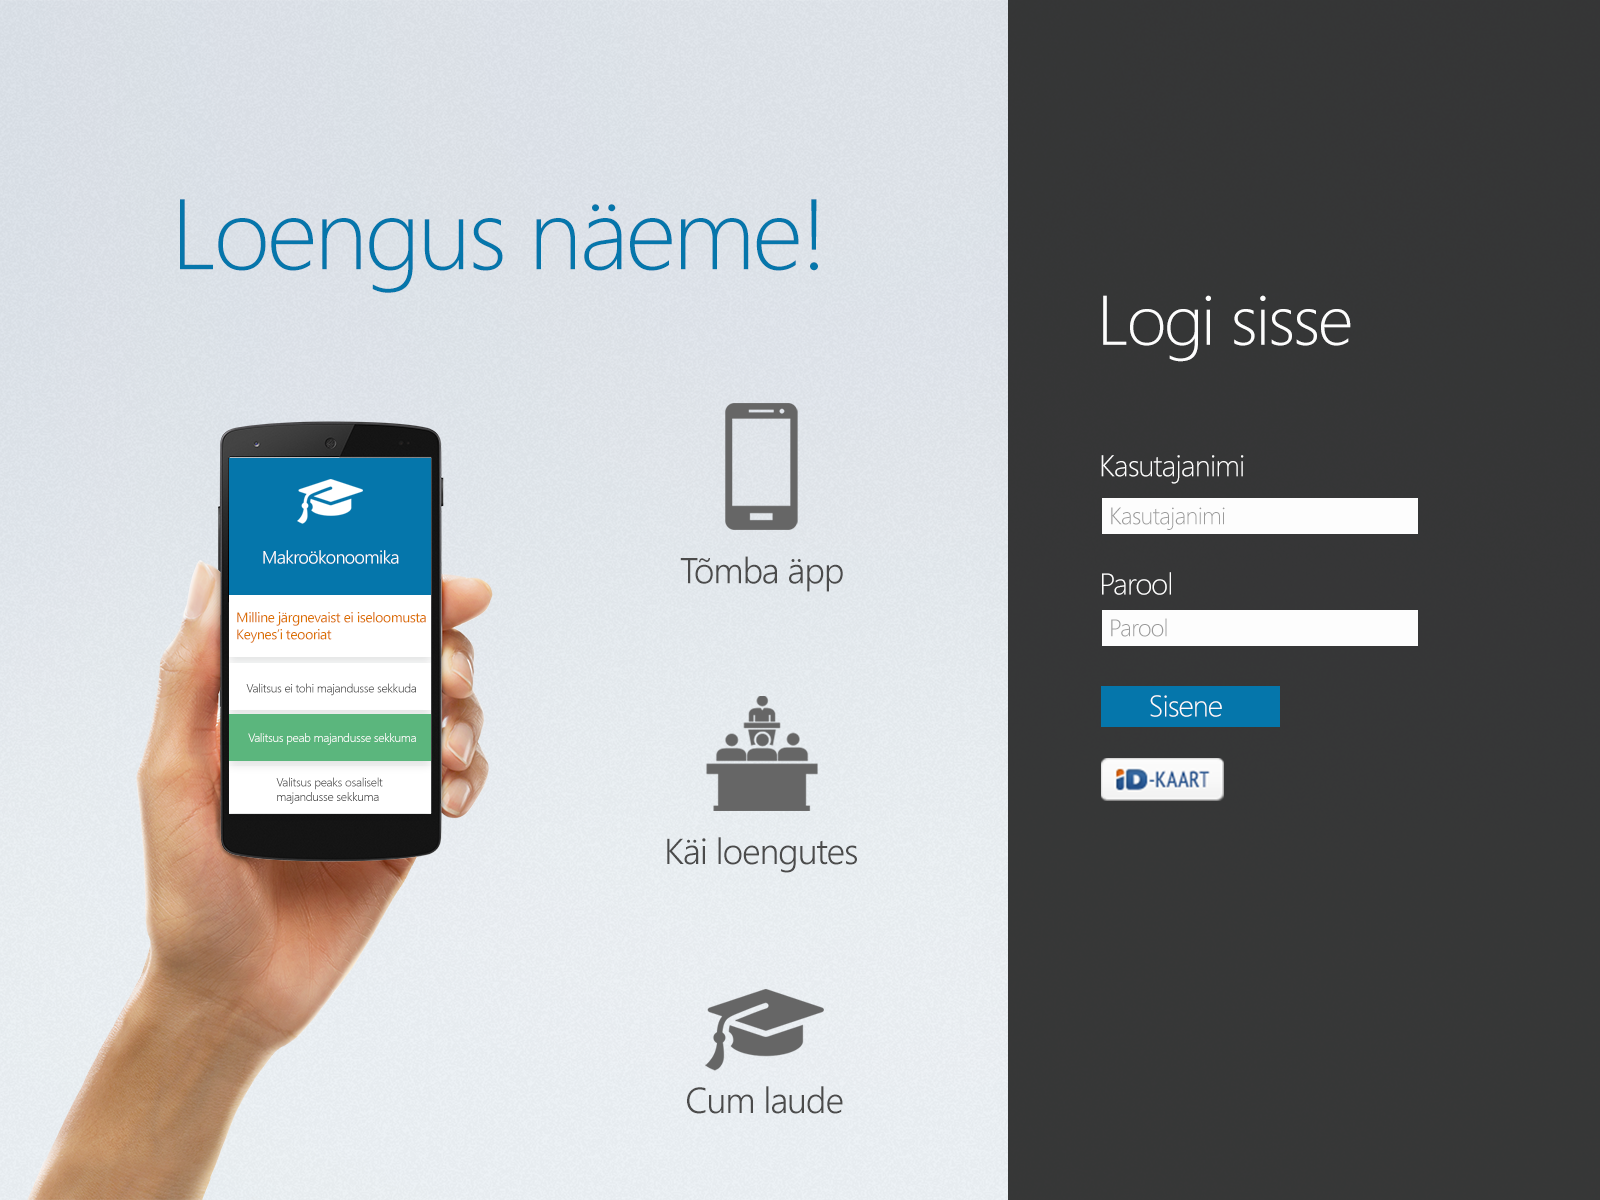 Loengus näeme!
Makroökonoomika
Milline järgnevaist ei iseloomusta
Keynes'i teooriat
Valitsus ei tohi majandusse sekkuda
Valitsus peab majandusse sekkuma
Valitsus peaks osaliselt
majandusse sekkuma
Tõmba äpp
Käi loengutes
Cum laude
Logi sisse
Kasutajanimi
Kasutajanimi
Parool
Parool
Sisene
iD-KAART